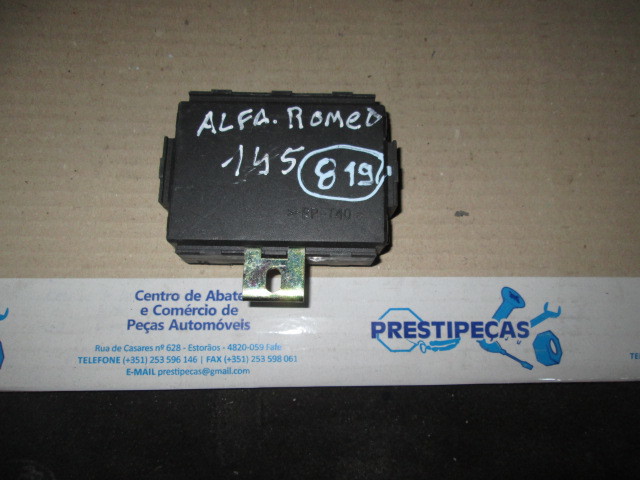 ALFA. ROMEO
145
819
Centro de Abate
e Comércio de
Peças Automóveis
Rua de Casares nº 628 - Estorãos - 4820-059 Fafe
TELEFONE (+351) 253 596 146 | FAX (+351) 253 598 061
E-MAIL prestipecas@gmail.com
PRESTIPEÇAS